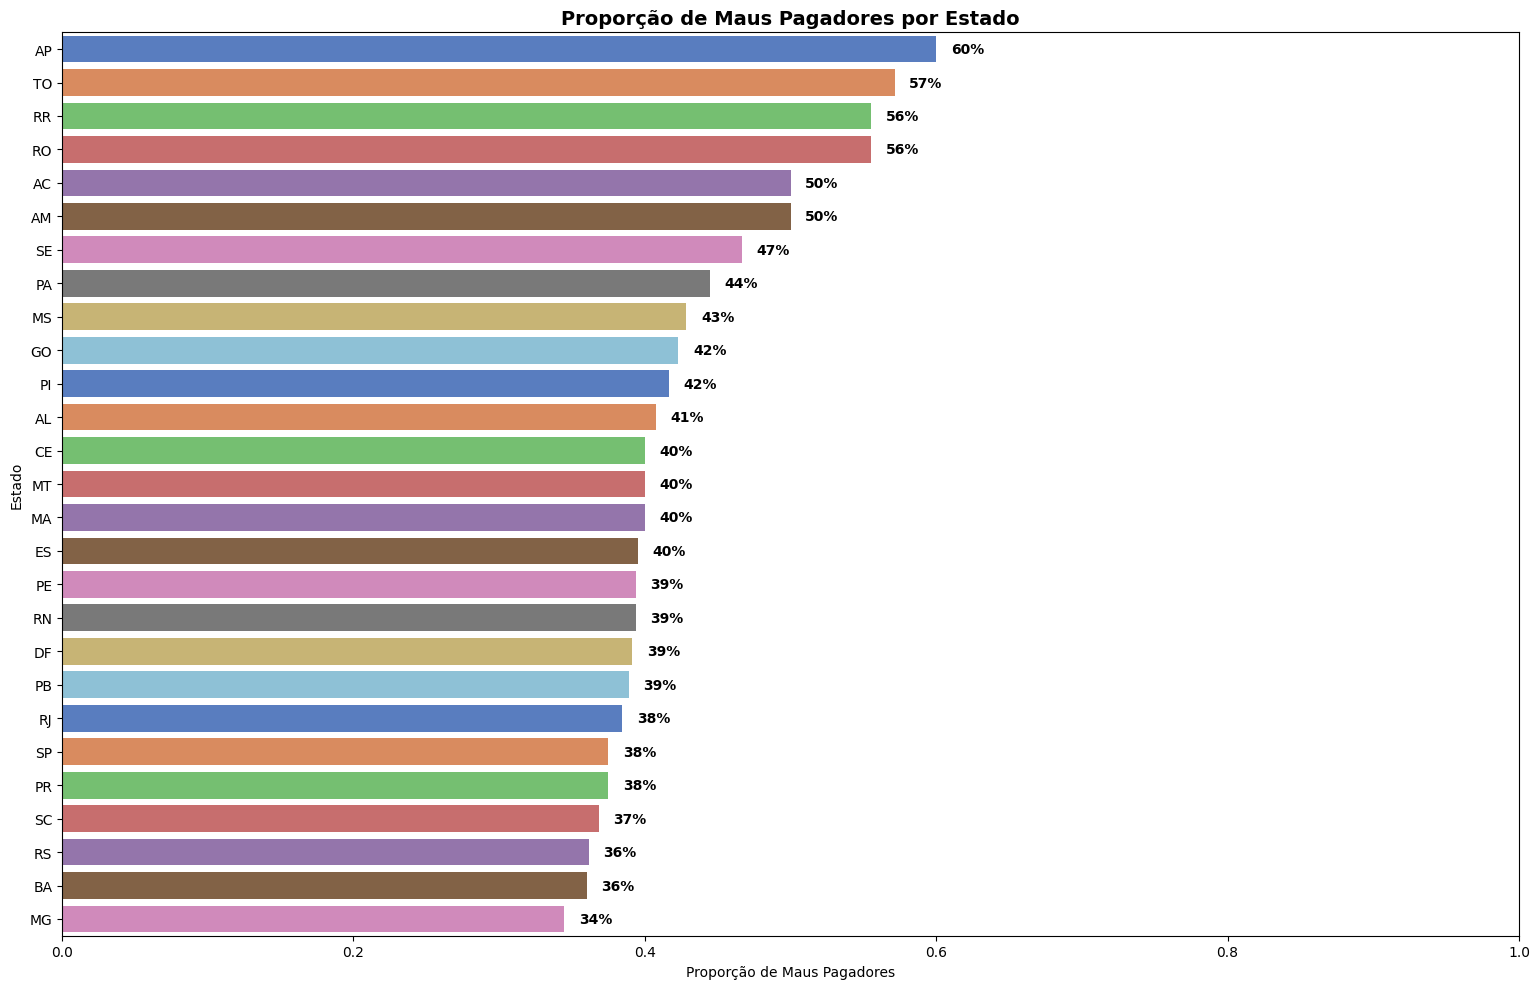 Proporção de Maus Pagadores por Estado
Estado
AP 60%
TO 57%
RR 56%
RO 56%
AC 50%
AM 50%
SE 47%
PA 44%
MS 43%
GO 42%
PI 42%
AL 41%
CE 40%
MT 40%
MA 40%
ES 40%
PE 39%
RN 39%
DF 39%
PB 39%
RJ 38%
SP 38%
PR 38%
SC 37%
RS 36%
BA 36%
MG 34%
0.0 0.2 0.4 0.6 0.8 1.0
Proporção de Maus Pagadores